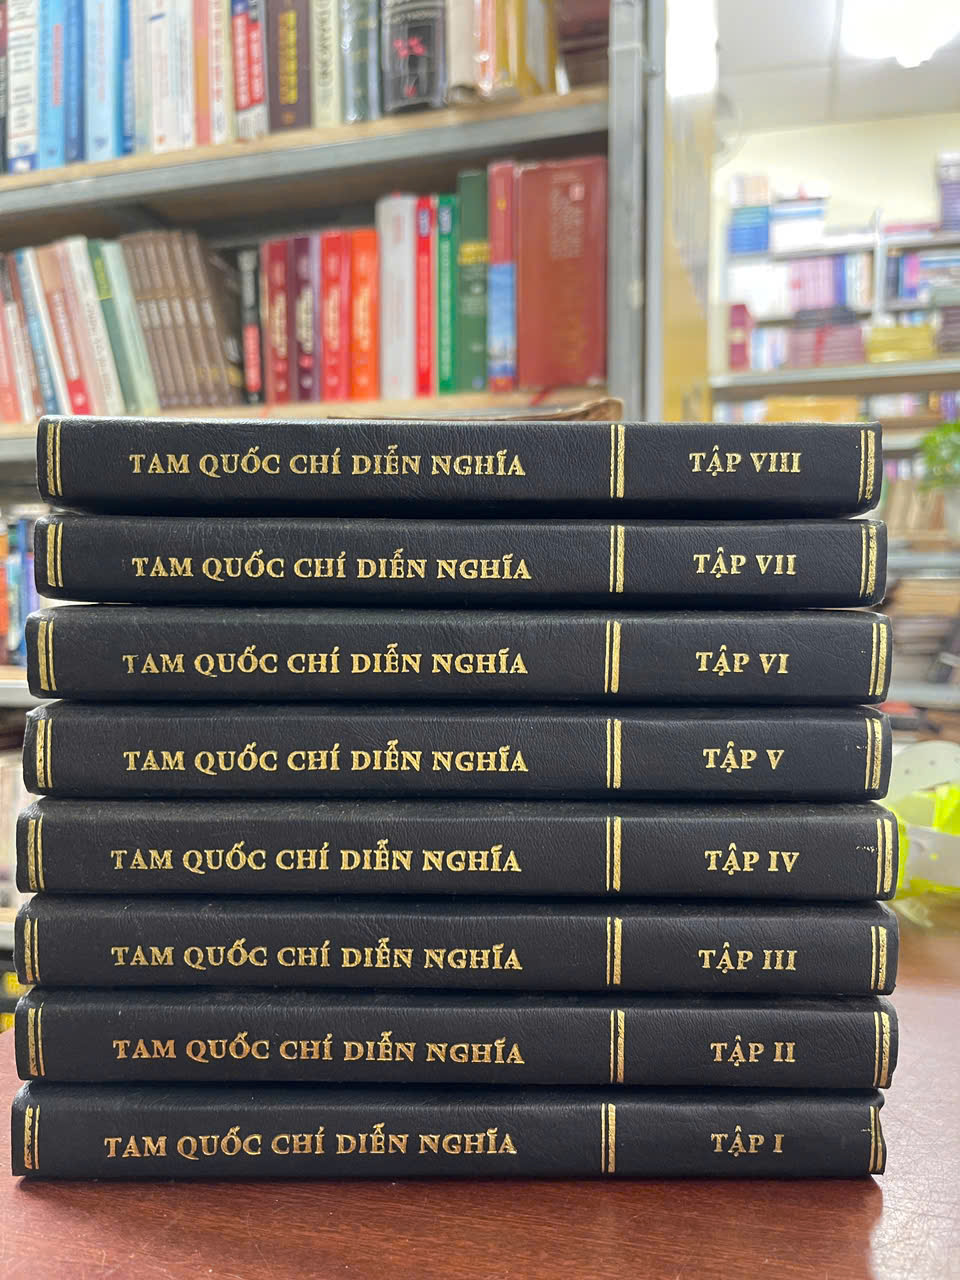 TAM QUỐC CHÍ DIỄN NGHĨA TẬP VIII
TAM QUỐC CHÍ DIỄN NGHĨA TẬP VII
TAM QUỐC CHÍ DIỄN NGHĨA TẬP VI
TAM QUỐC CHÍ DIỄN NGHĨA TẬP V
TAM QUỐC CHÍ DIỄN NGHĨA TẬP IV
TAM QUỐC CHÍ DIỄN NGHĨA TẬP III
TAM QUỐC CHÍ DIỄN NGHĨA TẬP II
TAM QUỐC CHÍ DIỄN NGHĨA TẬP I